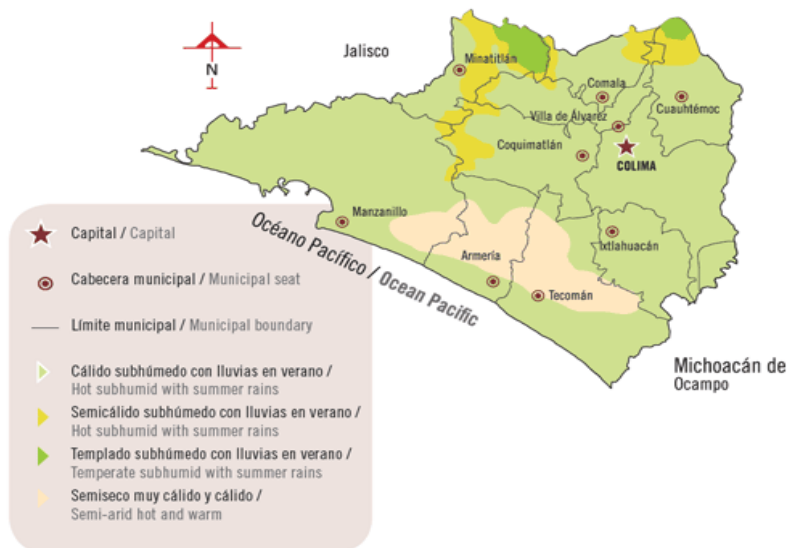 Jalisco
N
Minatitlán
Comala
Cuauhtémoc
Villa de Álvarez
Coquimatlán
COLIMA
Manzanillo
Océano Pacífico / Ocean Pacific
Ixtlahuacán
Armería
Tecomán
Michoacán de
Ocampo
Capital / Capital
Cabecera municipal / Municipal seat
Límite municipal / Municipal boundary
Cálido subhúmedo con lluvias en verano /
Hot subhumid with summer rains
Semicálido subhúmedo con lluvias en verano /
Hot subhumid with summer rains
Templado subhúmedo con lluvias en verano /
Temperate subhumid with summer rains
Semiseco muy cálido y cálido /
Semi-arid hot and warm